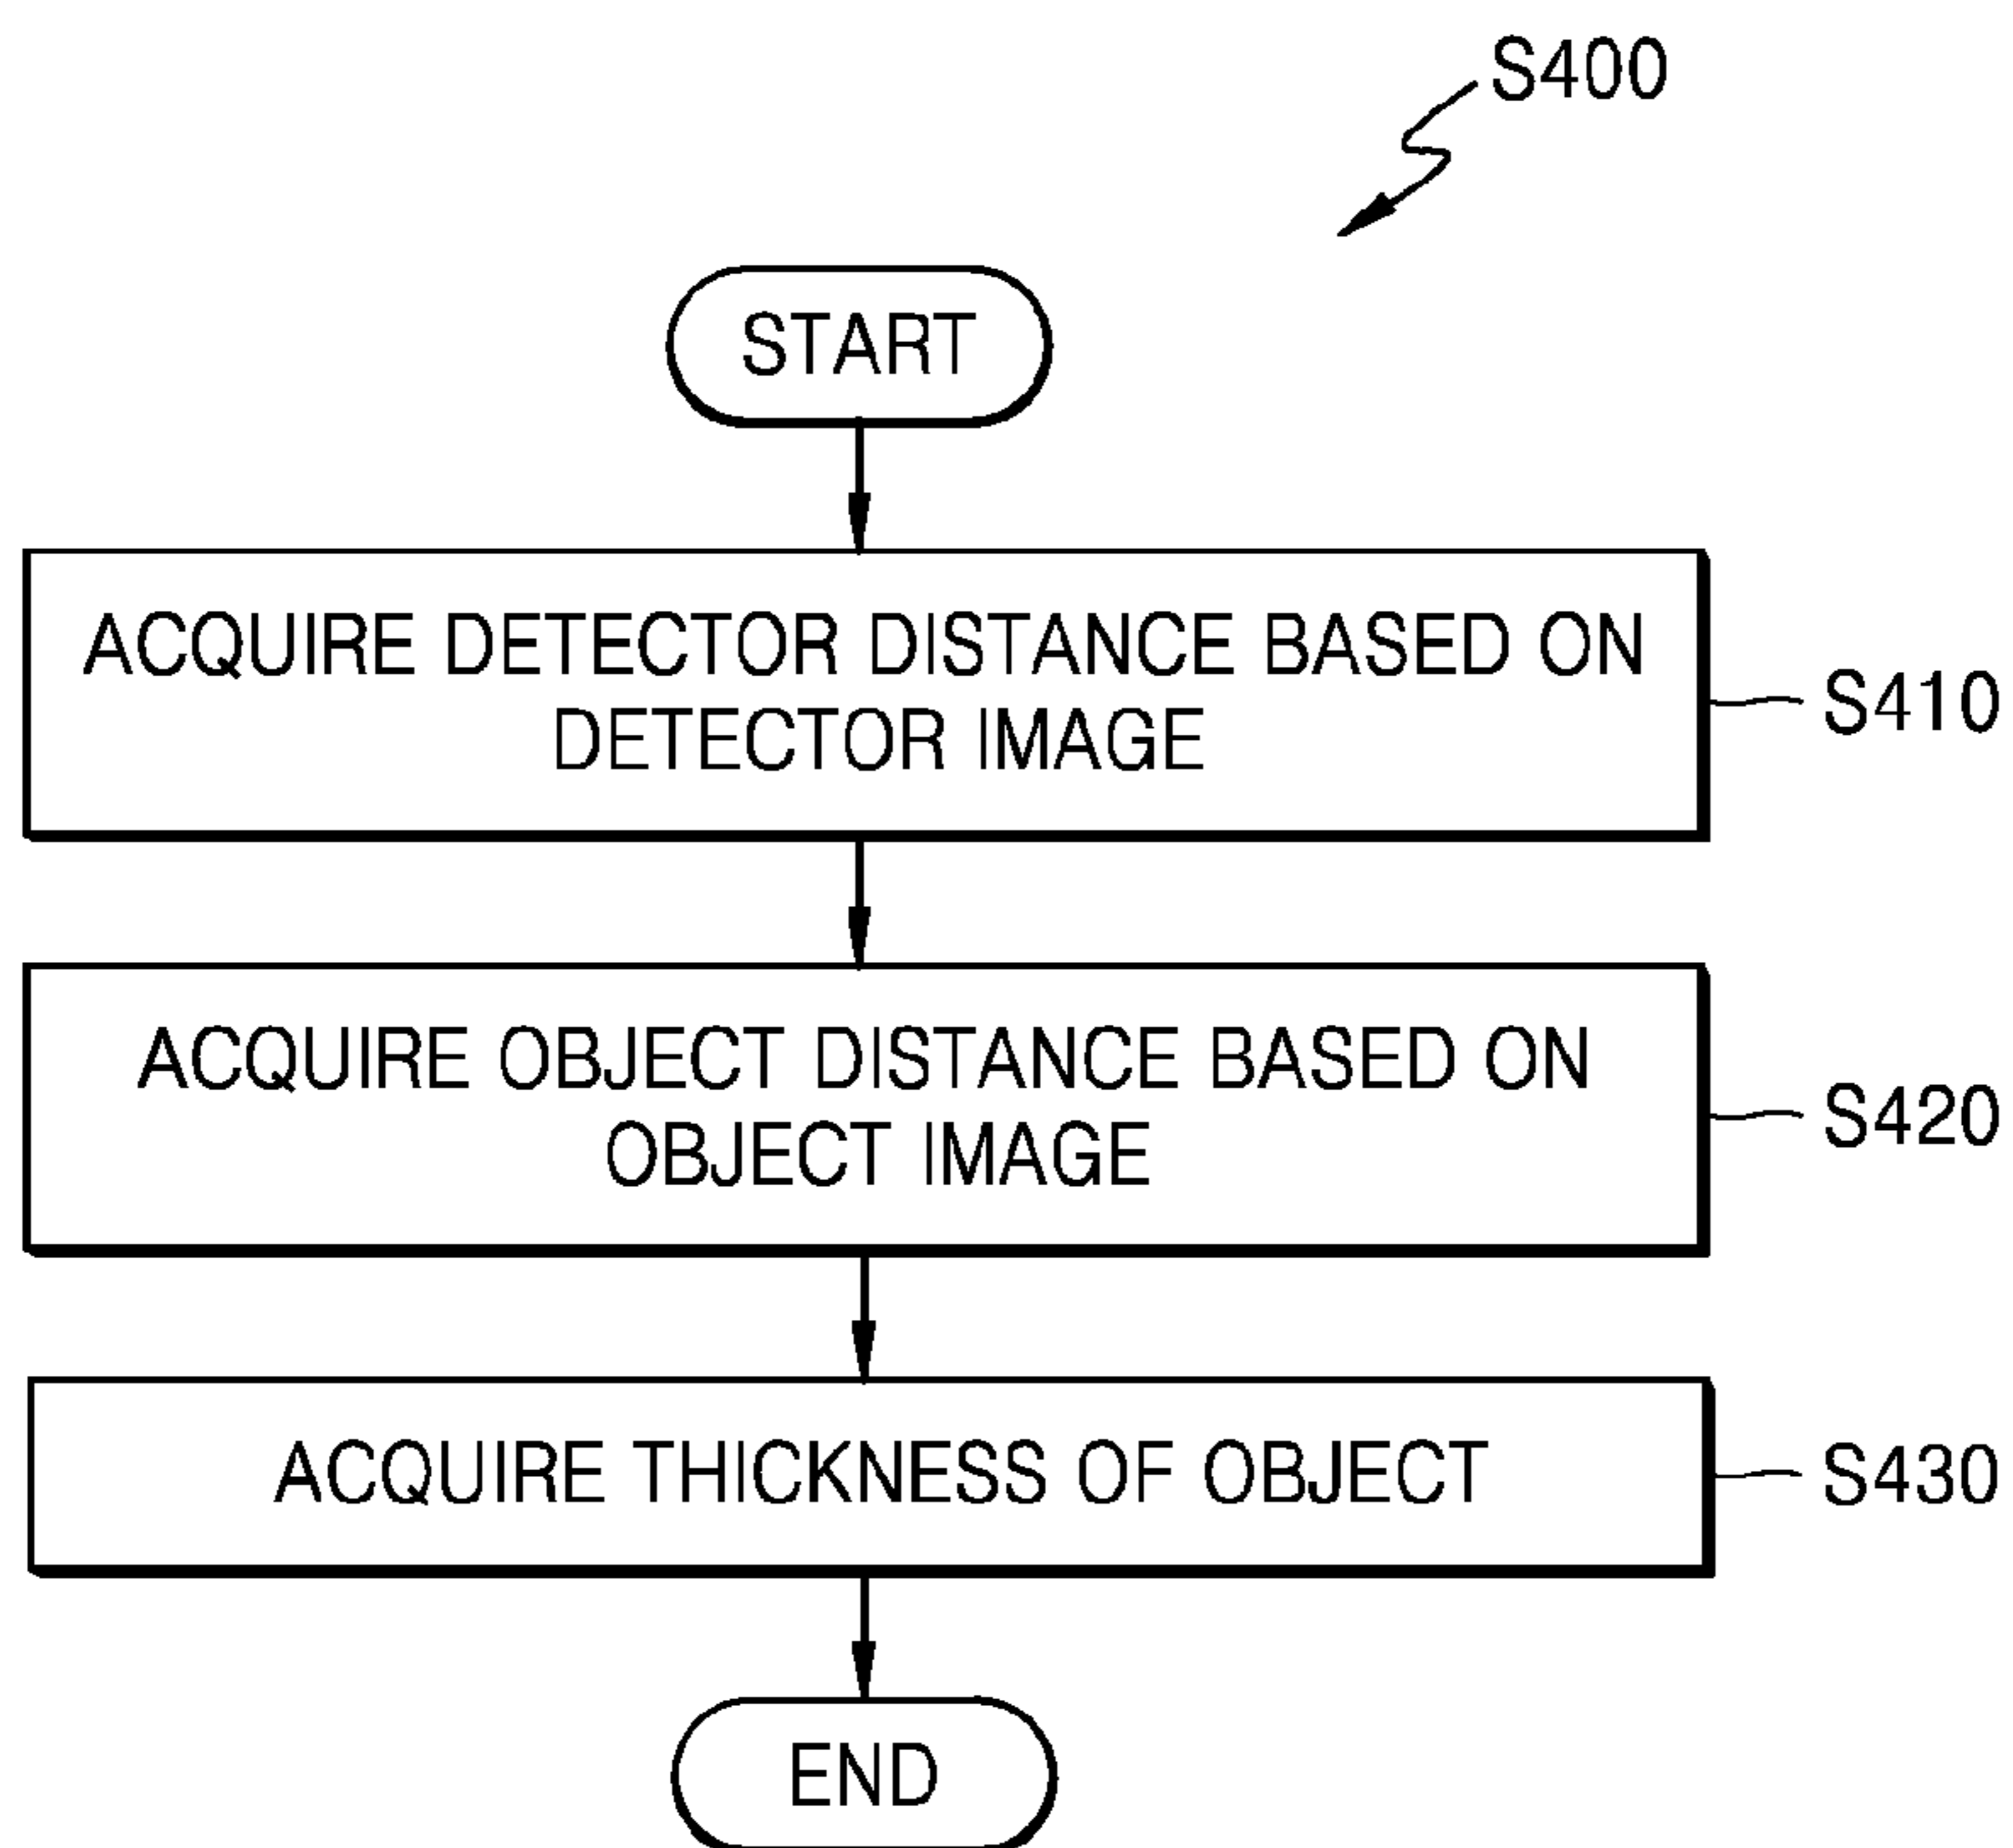 S400
START
ACQUIRE DETECTOR DISTANCE BASED ON
DETECTOR IMAGE
S410
ACQUIRE OBJECT DISTANCE BASED ON
OBJECT IMAGE
S420
ACQUIRE THICKNESS OF OBJECT
S430
END